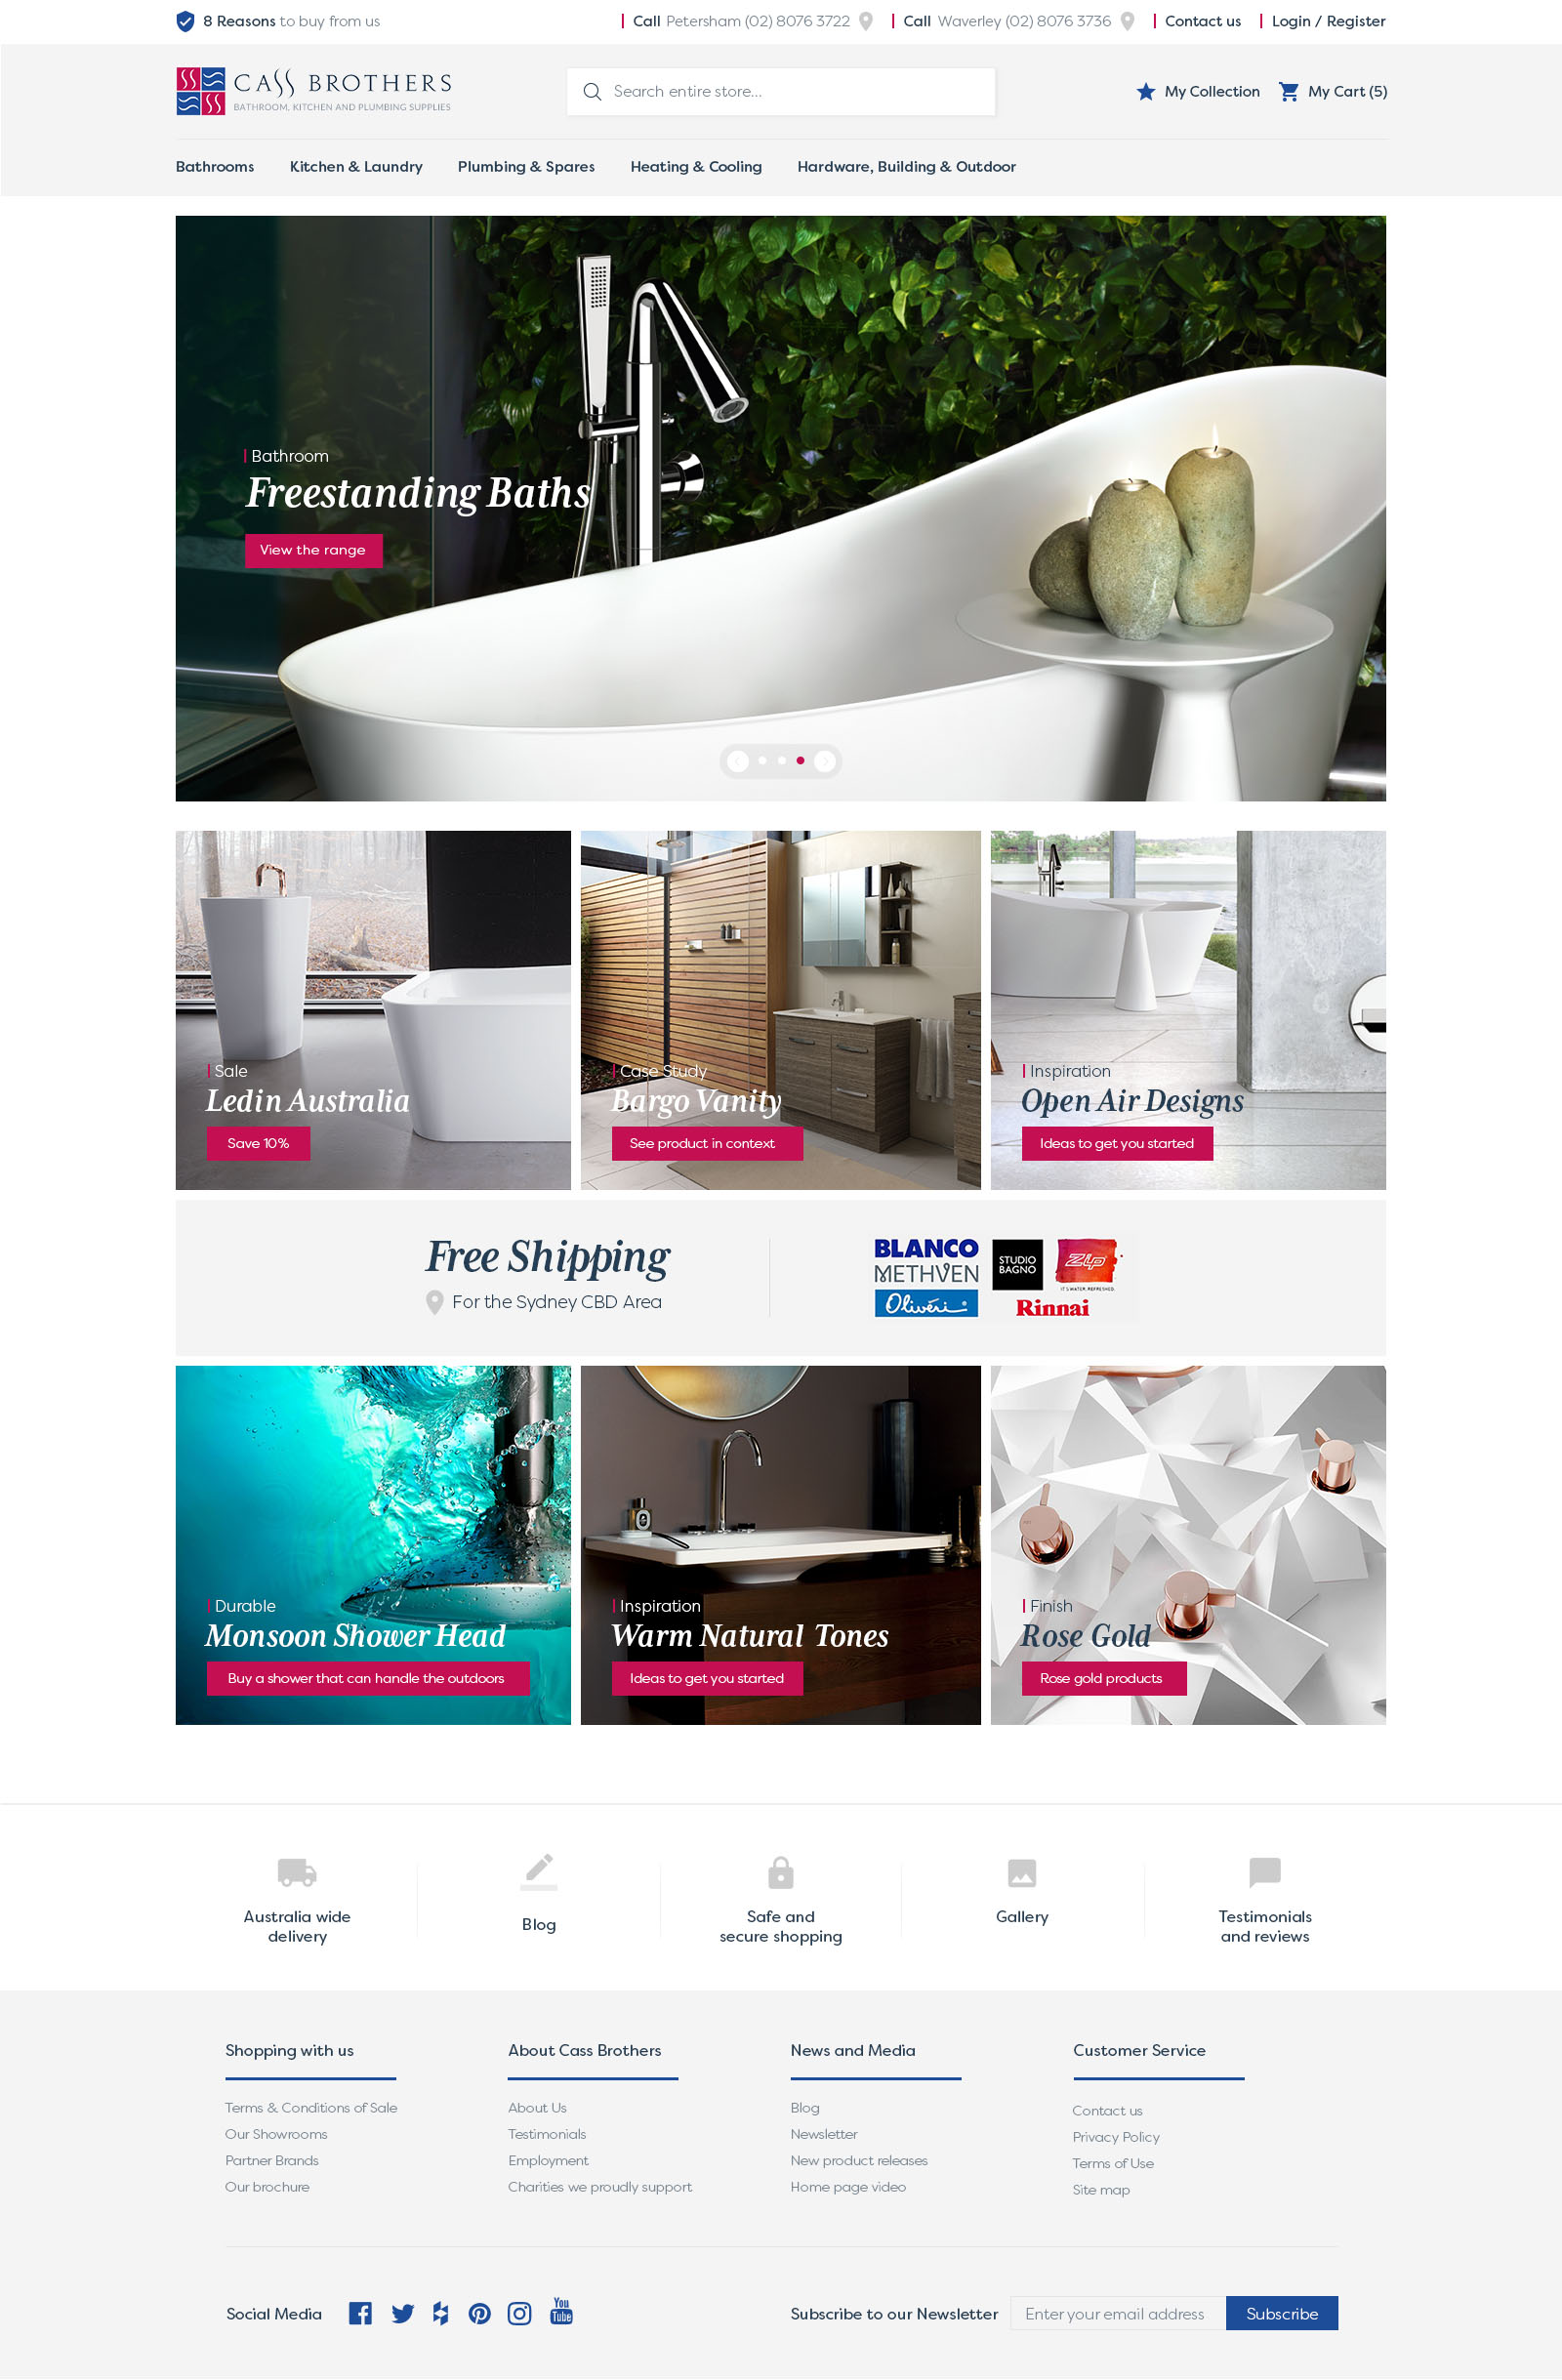 8 Reasons to buy from us
Call Petersham (02) 8076 3722
Call Waverley (02) 8076 3736
Contact us
Login / Register
CASS BROTHERS
BATHROOM, KITCHEN AND PLUMBING SUPPLIES
Search entire store...
My Collection
My Cart (5)
Bathrooms
Kitchen & Laundry
Plumbing & Spares
Heating & Cooling
Hardware, Building & Outdoor
Bathroom
Freestanding Baths
View the range
Sale
Ledin Australia
Save 10%
Case Study
Bargo Vanity
See product in context
Inspiration
Open Air Designs
Ideas to get you started
Free Shipping
For the Sydney CBD Area
BLANCO
METHVEN
Oliveri
STUDIO
BAGNO
Zip
IT'S WATER, REFRESHED.
Rinnai
Durable
Monsoon Shower Head
Buy a shower that can handle the outdoors
Inspiration
Warm Natural Tones
Ideas to get you started
Finish
Rose Gold
Rose gold products
Australia wide
delivery
Blog
Safe and
secure shopping
Gallery
Testimonials
and reviews
Shopping with us
Terms & Conditions of Sale
Our Showrooms
Partner Brands
Our brochure
About Cass Brothers
About Us
Testimonials
Employment
Charities we proudly support
News and Media
Blog
Newsletter
New product releases
Home page video
Customer Service
Contact us
Privacy Policy
Terms of Use
Site map
Social Media
You
Tube
Subscribe to our Newsletter
Enter your email address
Subscribe